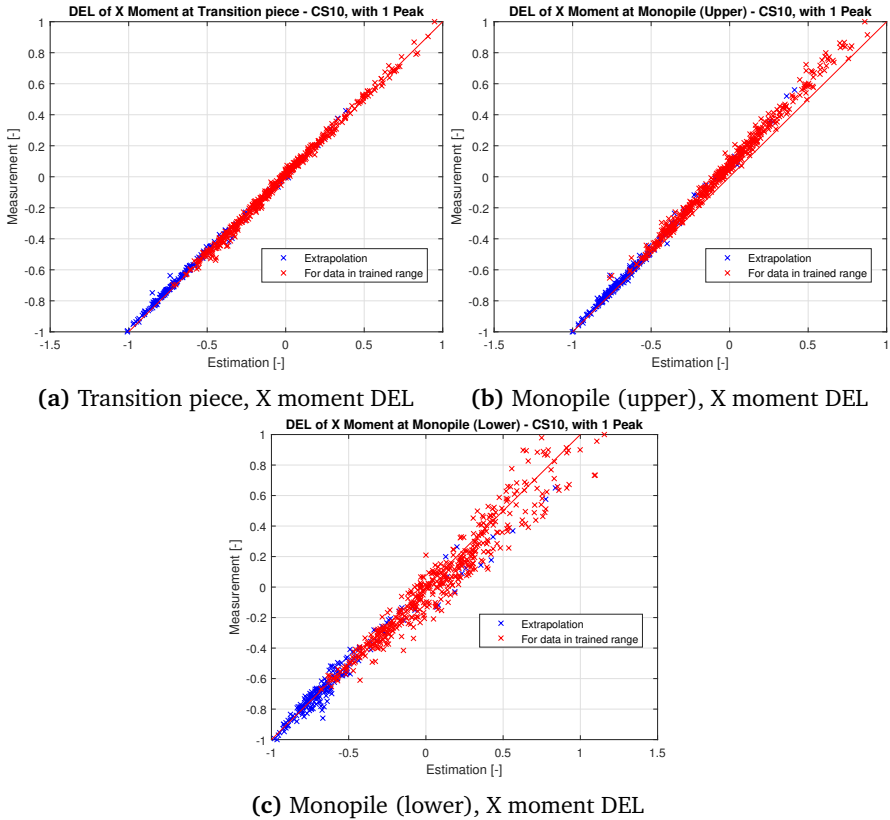 DEL of X Moment at Transition piece - CS10, with 1 Peak
Measurement [-]
1
0.8
0.6
0.4
0.2
0
-0.2
-0.4
-0.6
-0.8
-1
-1.5
-1
-0.5
0
0.5
1
Estimation [-]
Extrapolation
For data in trained range
(a) Transition piece, X moment DEL
DEL of X Moment at Monopile (Upper) - CS10, with 1 Peak
Measurement [-]
1
0.8
0.6
0.4
0.2
0
-0.2
-0.4
-0.6
-0.8
-1
-1.5
-1
-0.5
0
0.5
1
Estimation [-]
Extrapolation
For data in trained range
(b) Monopile (upper), X moment DEL
DEL of X Moment at Monopile (Lower) - CS10, with 1 Peak
Measurement [-]
1
0.8
0.6
0.4
0.2
0
-0.2
-0.4
-0.6
-0.8
-1
-1
-0.5
0
0.5
1
1.5
Estimation [-]
Extrapolation
For data in trained range
(c) Monopile (lower), X moment DEL